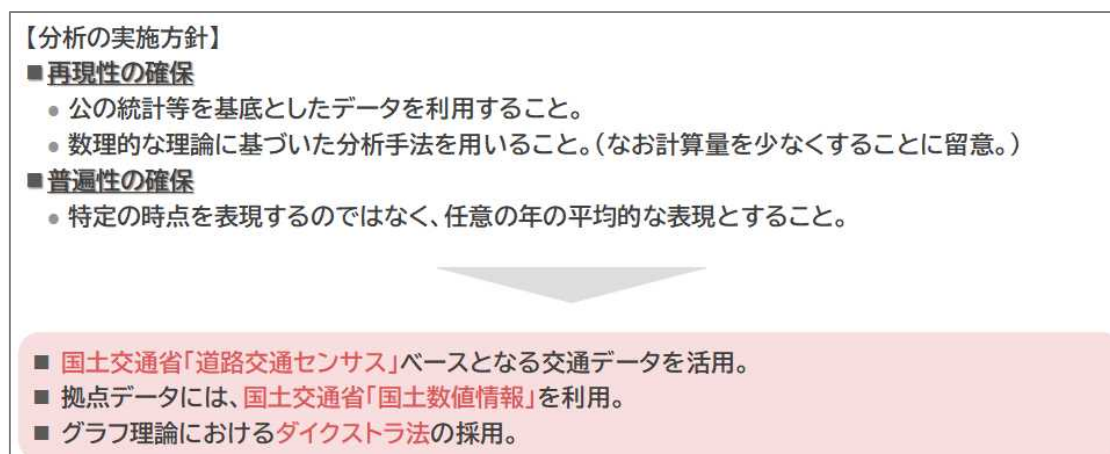 【分析の実施方針】
■再現性の確保
● 公の統計等を基底としたデータを利用すること。
● 数理的な理論に基づいた分析手法を用いること。(なお計算量を少なくすることに留意。)
■普遍性の確保
● 特定の時点を表現するのではなく、任意の年の平均的な表現とすること。
■ 国土交通省「道路交通センサス」ベースとなる交通データを活用。
■ 拠点データには、国土交通省「国土数値情報」を利用。
■ グラフ理論におけるダイクストラ法の採用。